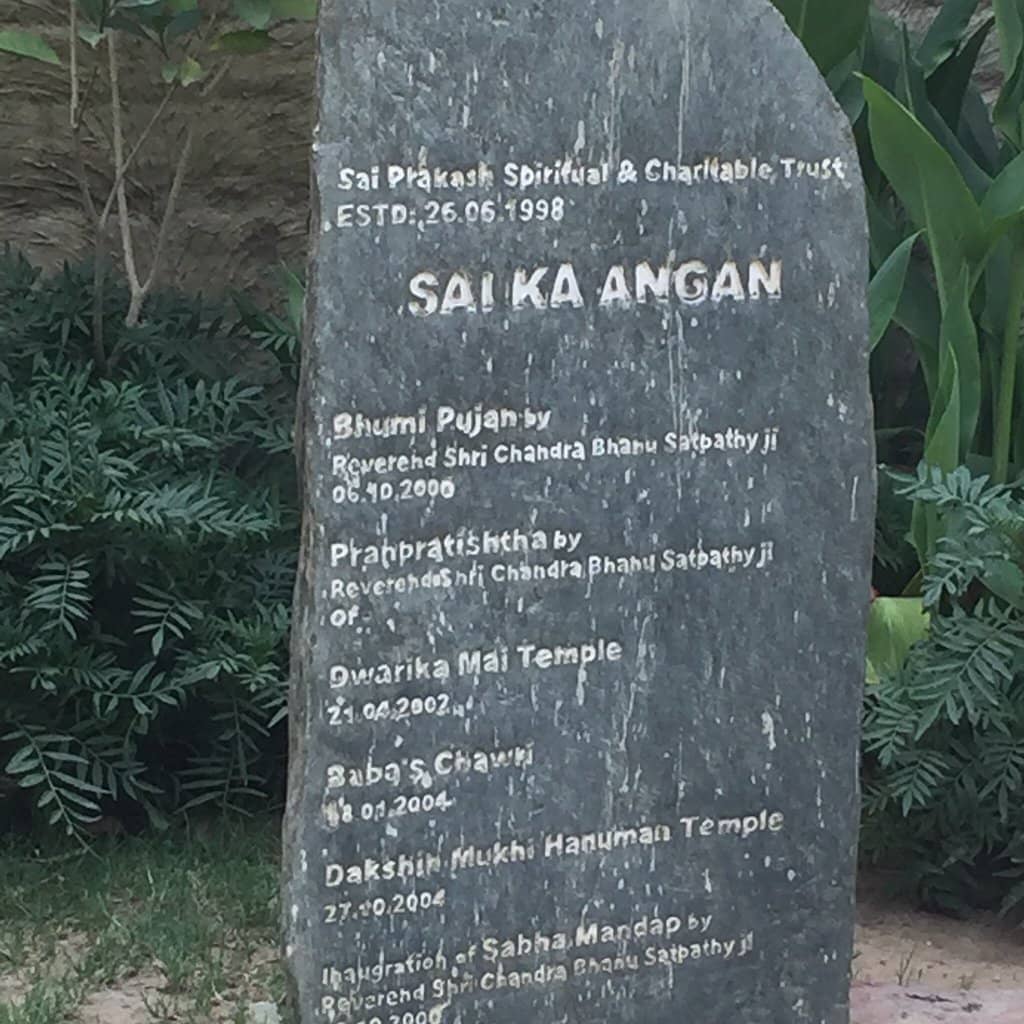 Sai Prakash Spiritual & Charitable Trust
ESTD: 26.06.1998
SAI KA ANGAN
Bhumi Pujan by
Reverend Shri Chandra Bhanu Satpathy ji
06.10.2000
Pranpratishtha by
Reverend Shri Chandra Bhanu Satpathy ji
Of
Dwarika Mai Temple
21.04.2002
Baba's Chawri
18.01.2004
Dakshin Mukhi Hanuman Temple
27.10.2004
Inaugration of Sabha Mandap by
Reverend Shri Chandra Bhanu Satpathy ji